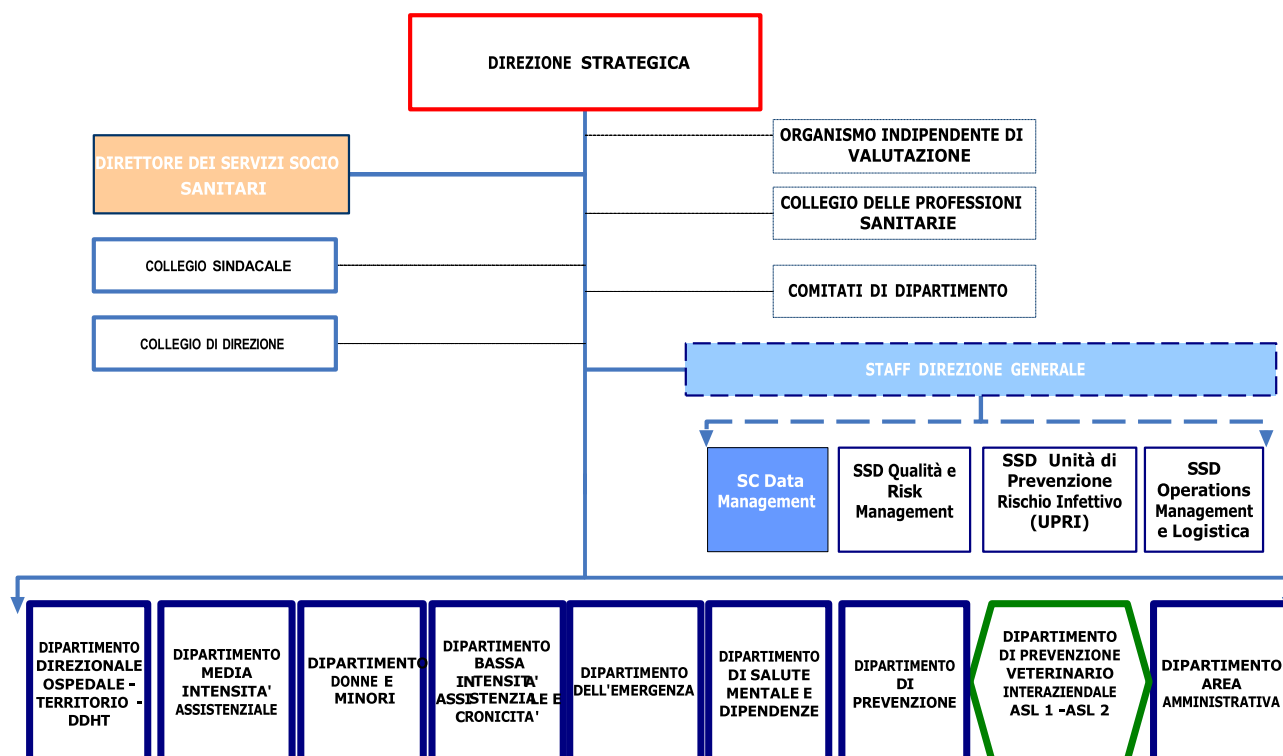 DIREZIONE STRATEGICA
ORGANISMO INDIPENDENTE DI
VALUTAZIONE
DIRETTORE DEI SERVIZI SOCIO
SANITARI
COLLEGIO DELLE PROFESSIONI
SANITARIE
COLLEGIO SINDACALE
COMITATI DI DIPARTIMENTO
COLLEGIO DI DIREZIONE
STAFF DIREZIONE GENERALE
SC Data
Management
SSD Qualità e
Risk
Management
SSD Unità di
Prevenzione
Rischio Infettivo
(UPRI)
SSD
Operations
Management
e Logistica
DIPARTIMENTO
DIREZIONALE
OSPEDALE -
TERRITORIO -
DDHT
DIPARTIMENTO
MEDIA
INTENSITA'
ASSISTENZIALE
DIPARTIMENTO
DONNE E
MINORI
DIPARTIMENTO
BASSA
INTENSITA'
ASSISTENZIALE E
CRONICITA'
DIPARTIMENTO
DELL'EMERGENZA
DIPARTIMENTO
DI SALUTE
MENTALE E
DIPENDENZE
DIPARTIMENTO
DI
PREVENZIONE
DIPARTIMENTO
DI PREVENZIONE
VETERINARIO
INTERAZIENDALE
ASL 1 -ASL 2
DIPARTIMENTO
AREA
AMMINISTRATIVA